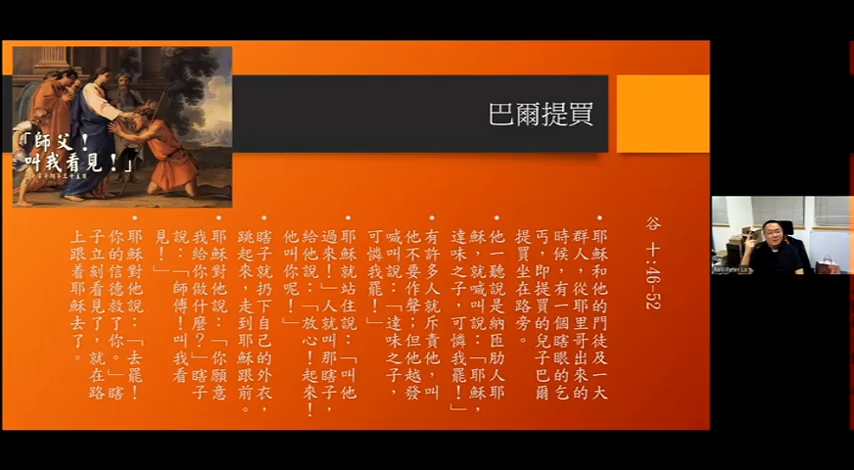 巴爾提買
「師父！
叫我看見！」
谷 十:46-52
• 耶穌和他的門徒及一大
群人，從耶里哥出來的
時候，有一個瞎眼的乞
丐，即提買的兒子巴爾
提買坐在路旁。
• 他一聽說是納匝肋人耶
穌，就喊叫說：「耶穌，
達味之子，可憐我罷！」
• 有許多人就斥責他，叫
他不要作聲；但他越發
喊叫說：「達味之子，
可憐我罷！」
• 耶穌就站住說：「叫他
過來！」人就叫那瞎子，
給他說：「放心！起來！
他叫你呢！」
• 瞎子就扔下自己的外衣，
跳起來，走到耶穌跟前。
• 耶穌對他說：「你願意
我給你做什麼？」瞎子
說：「師傅！叫我看
見！」
• 耶穌對他說：「去罷！
你的信德救了你。」瞎
子立刻看見了，就在路
上跟着耶穌去了。